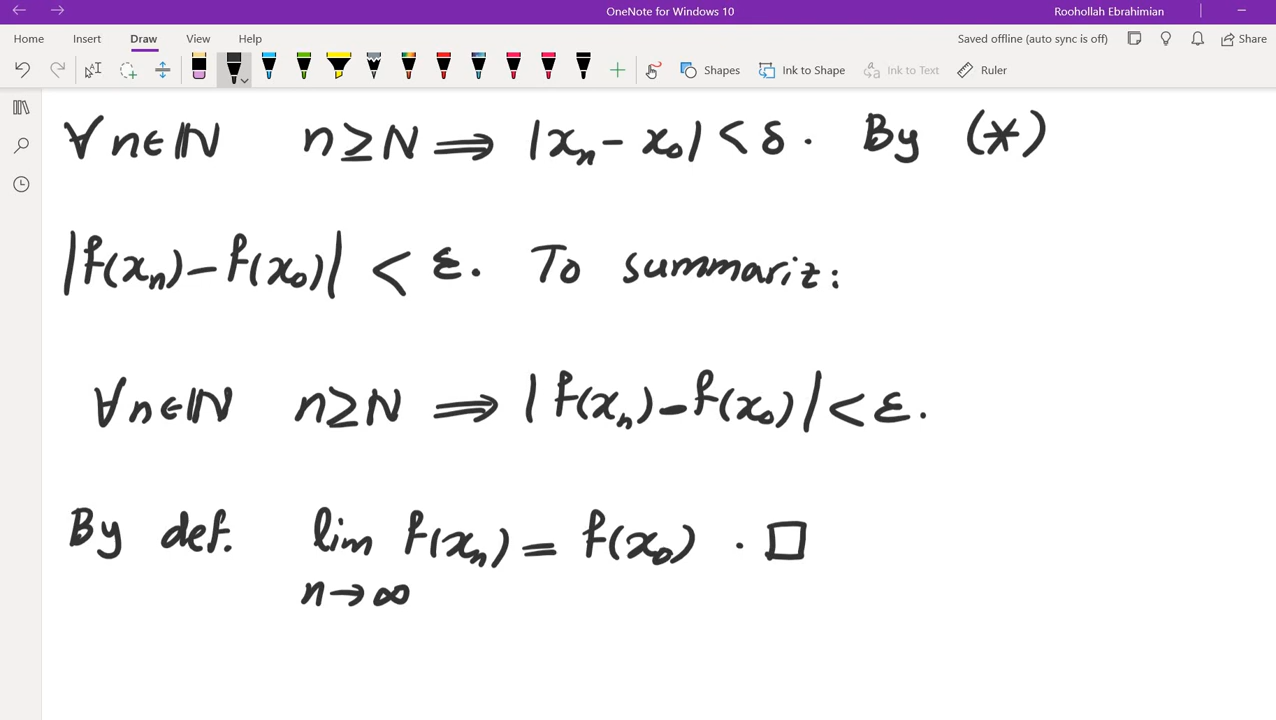 OneNote for Windows 10
Roohollah Ebrahimian
Home Insert Draw View Help
Saved offline (auto sync is off)
Share
Shapes Ink to Shape Ink to Text Ruler
∀n∈ℕ n≥N ⟹ |xₙ - x₀| < δ. By (*)
|f(xₙ) - f(x₀)| < ε. To summariz:
∀n∈ℕ n≥N ⟹ |f(xₙ) - f(x₀)| < ε.
By def. lim f(xₙ) = f(x₀) . □
n→∞